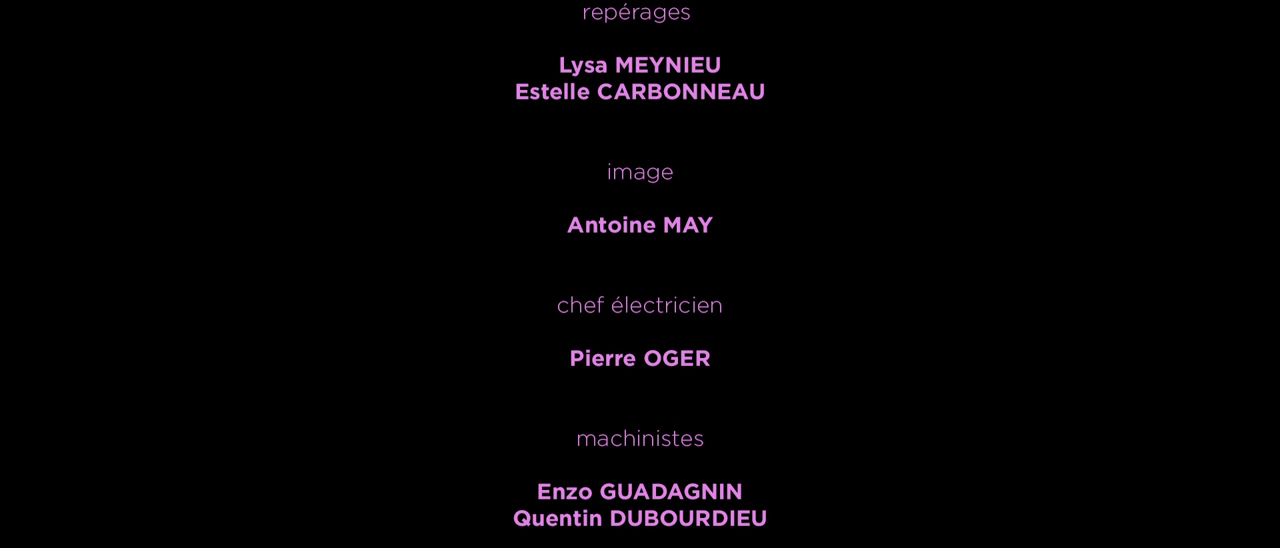 repérages
Lysa MEYNIEU
Estelle CARBONNEAU
image
Antoine MAY
chef électricien
Pierre OGER
machinistes
Enzo GUADAGNIN
Quentin DUBOURDIEU